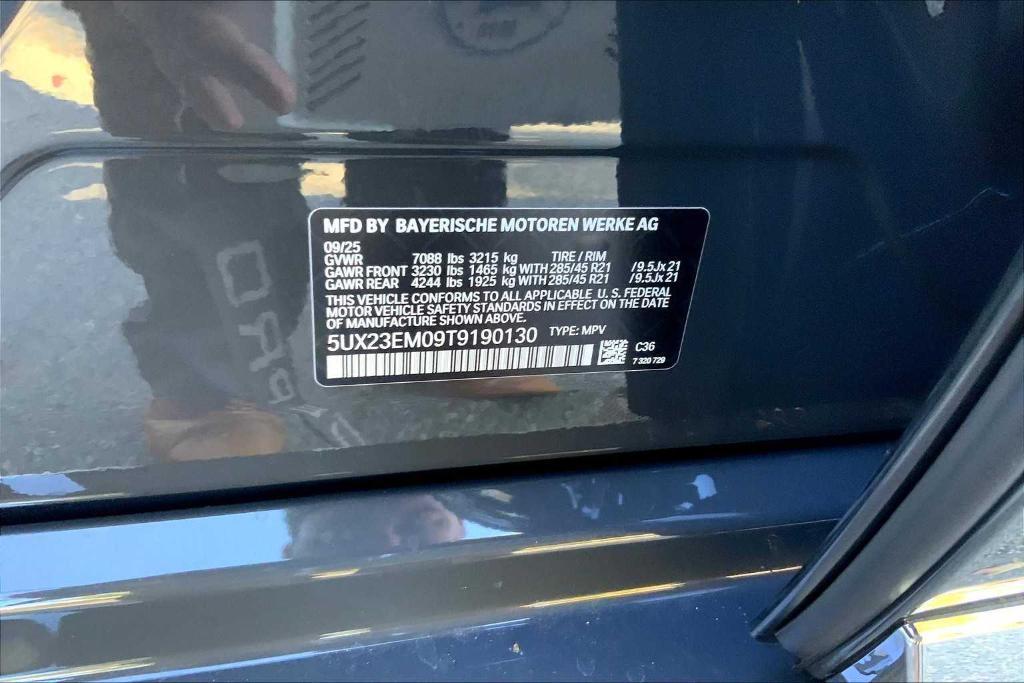 MFD BY BAYERISCHE MOTOREN WERKE AG
09/25
GVWR 7088 lbs 3215 kg TIRE / RIM
GAWR FRONT 3230 lbs 1465 kg WITH 285/45 R21 /9.5Jx21
GAWR REAR 4244 lbs 1925 kg WITH 285/45 R21 /9.5Jx21
THIS VEHICLE CONFORMS TO ALL APPLICABLE U.S. FEDERAL
MOTOR VEHICLE SAFETY STANDARDS IN EFFECT ON THE DATE
OF MANUFACTURE SHOWN ABOVE.
5UX23EM09T9190130 TYPE: MPV
C36
7 320 729